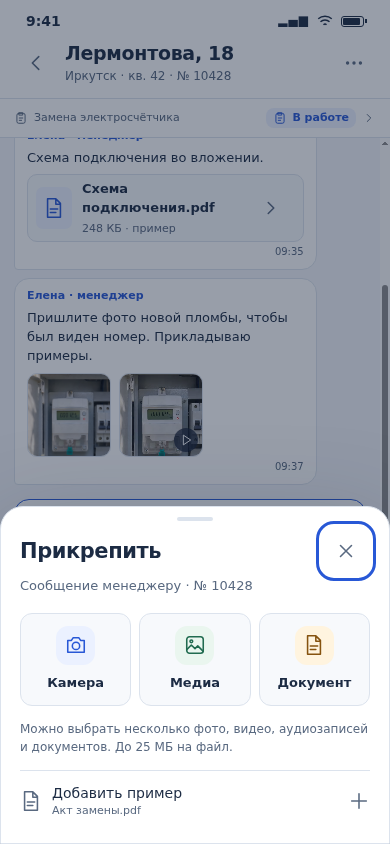 9:41
Лермонтова, 18
Иркутск · кв. 42 · № 10428
Замена электросчётчика
В работе
Елена · менеджер
Схема подключения во вложении.
Схема
подключения.pdf
248 КБ · пример
09:35
Елена · менеджер
Пришлите фото новой пломбы, чтобы
был виден номер. Прикладываю
примеры.
09:37
Прикрепить
Сообщение менеджеру · № 10428
Камера
Медиа
Документ
Можно выбрать несколько фото, видео, аудиозаписей
и документов. До 25 МБ на файл.
Добавить пример
Акт замены.pdf